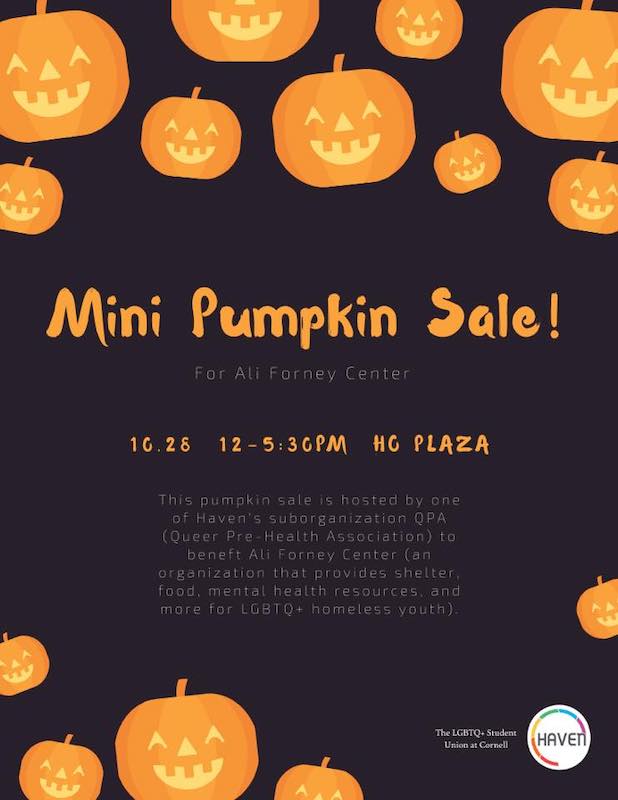 Mini Pumpkin Sale!
For Ali Forney Center
10.28 12-5:30PM HO PLAZA
This pumpkin sale is hosted by one
of Haven's suborganization QPA
(Queer Pre-Health Association) to
benefit Ali Forney Center (an
organization that provides shelter,
food, mental health resources, and
more for LGBTQ+ homeless youth).
The LGBTQ+ Student
Union at Cornell
HAVEN